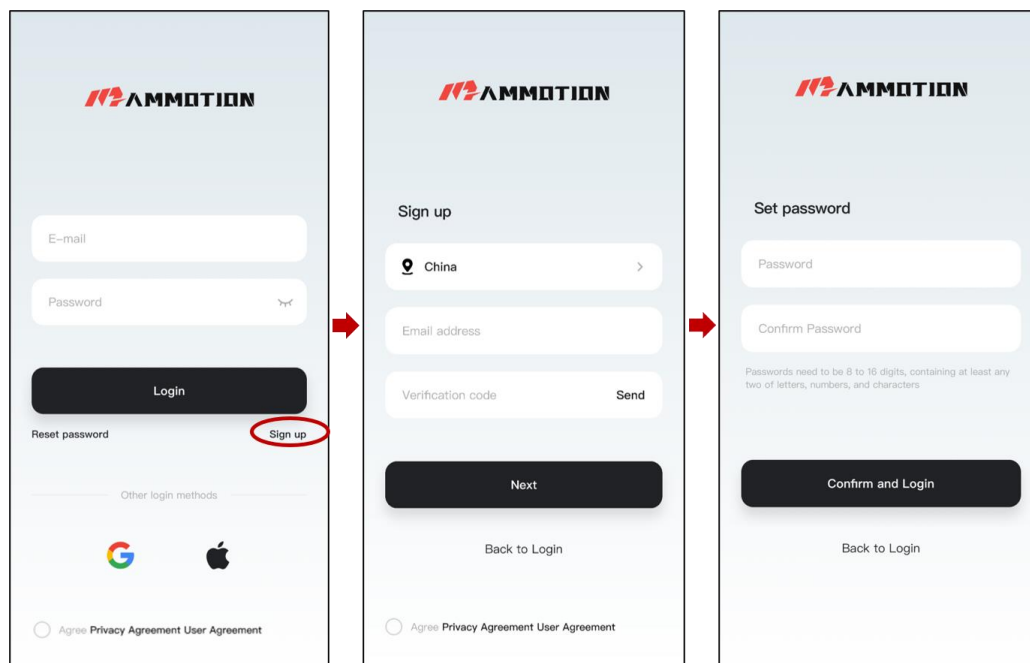 MAMMOTION
E-mail
Password
Login
Reset password
Sign up
Other login methods
Agree Privacy Agreement User Agreement
MAMMOTION
Sign up
China
Email address
Verification code
Send
Next
Back to Login
Agree Privacy Agreement User Agreement
MAMMOTION
Set password
Password
Confirm Password
Passwords need to be 8 to 16 digits, containing at least any
two of letters, numbers, and characters
Confirm and Login
Back to Login